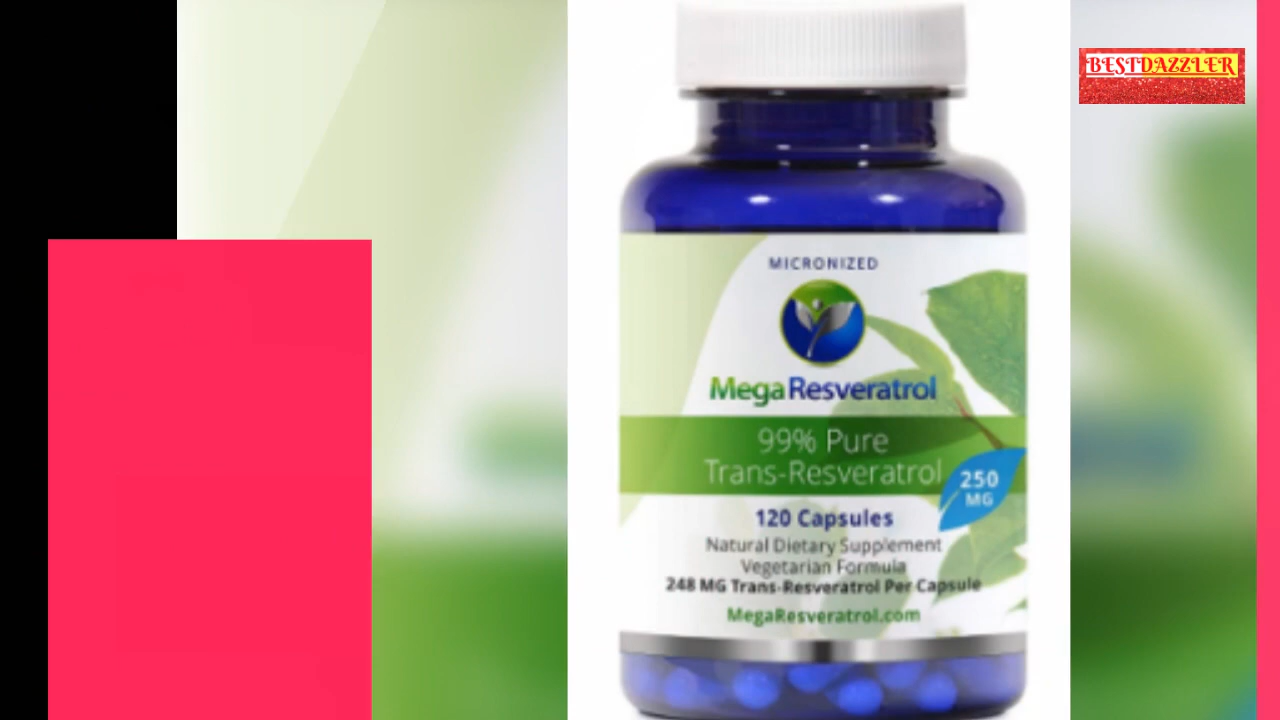 BESTDAZZLER
MICRONIZED
MegaResveratrol
99% Pure
Trans-Resveratrol
250
MG
120 Capsules
Natural Dietary Supplement
Vegetarian Formula
248 MG Trans-Resveratrol Per Capsule
MegaResveratrol.com